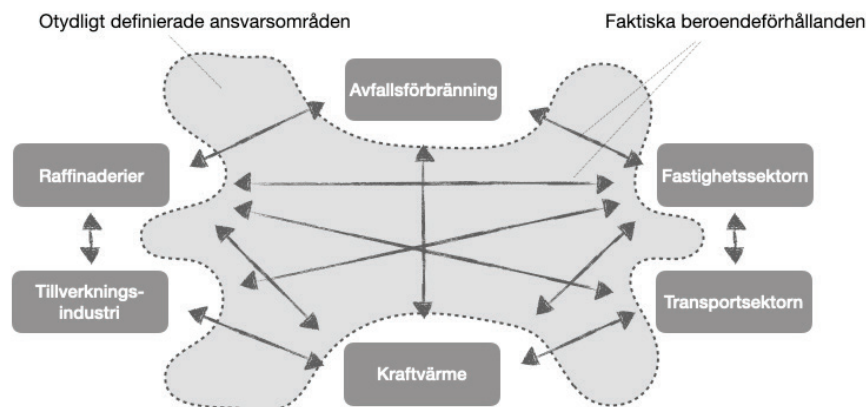 Otydligt definierade ansvarsområden
Faktiska beroendeförhållanden
Avfallsförbränning
Raffinaderier
Fastighetssektorn
Tillverknings-
industri
Transportsektorn
Kraftvärme